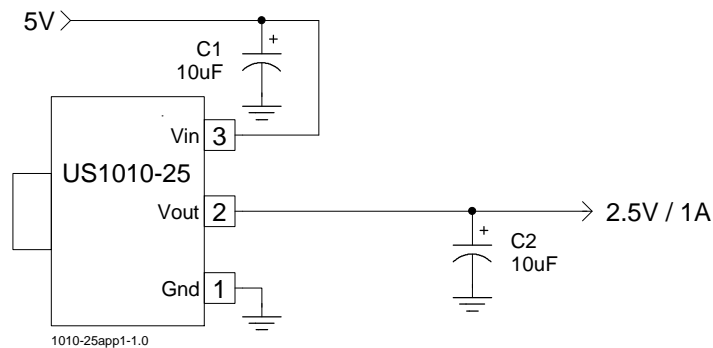 5V
C1
+
10uF
Vin 3
US1010-25
Vout 2
2.5V / 1A
+
C2
10uF
Gnd 1
1010-25app1-1.0